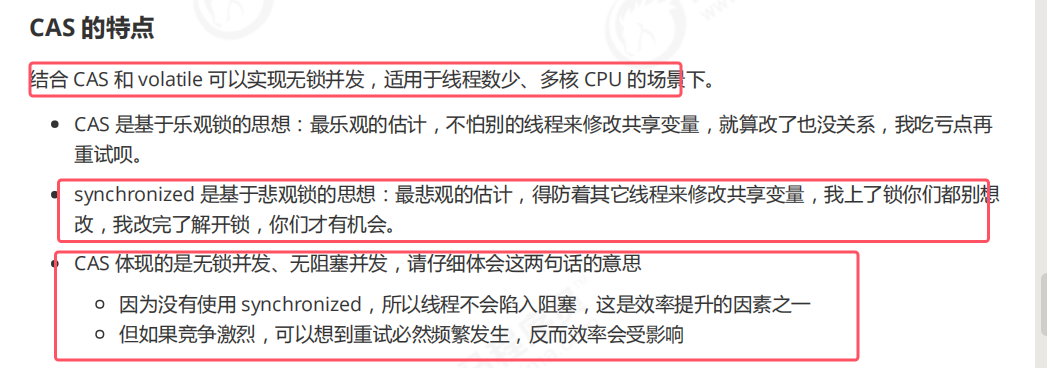 CAS 的特点
结合 CAS 和 volatile 可以实现无锁并发，适用于线程数少、多核 CPU 的场景下。
CAS 是基于乐观锁的思想：最乐观的估计，不怕别的线程来修改共享变量，就算改了也没关系，我吃亏点再
重试呗。
synchronized 是基于悲观锁的思想：最悲观的估计，得防着其它线程来修改共享变量，我上了锁你们都别想
改，我改完了解开锁，你们才有机会。
CAS 体现的是无锁并发、无阻塞并发，请仔细体会这两句话的意思
因为没有使用 synchronized，所以线程不会陷入阻塞，这是效率提升的因素之一
但如果竞争激烈，可以想到重试必然频繁发生，反而效率会受影响